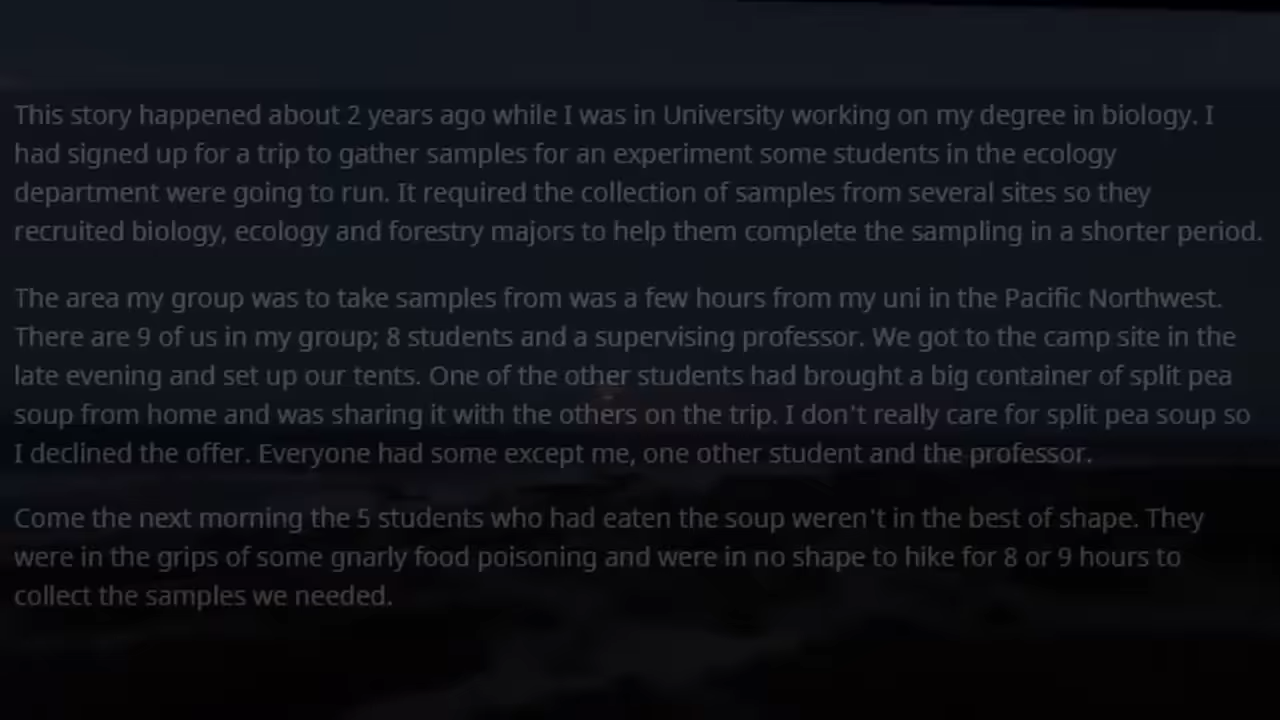 This story happened about 2 years ago while I was in University working on my degree in biology. I
had signed up for a trip to gather samples for an experiment some students in the ecology
department were going to run. It required the collection of samples from several sites so they
recruited biology, ecology and forestry majors to help them complete the sampling in a shorter period.
The area my group was to take samples from was a few hours from my uni in the Pacific Northwest.
There are 9 of us in my group; 8 students and a supervising professor. We got to the camp site in the
late evening and set up our tents. One of the other students had brought a big container of split pea
soup from home and was sharing it with the others on the trip. I don't really care for split pea soup so
I declined the offer. Everyone had some except me, one other student and the professor.
Come the next morning the 5 students who had eaten the soup weren't in the best of shape. They
were in the grips of some gnarly food poisoning and were in no shape to hike for 8 or 9 hours to
collect the samples we needed.